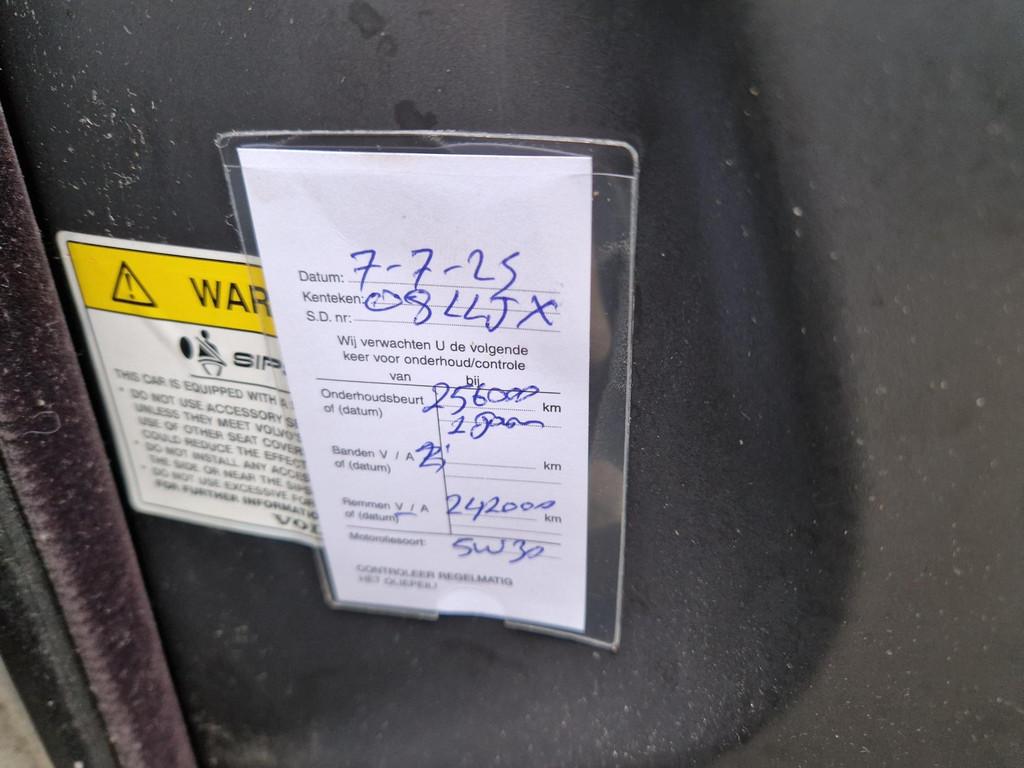 Datum: 7-7-25
Kenteken: 08LLJX
S.D. nr:
Wij verwachten U de volgende
keer voor onderhoud/controle
van bij
Onderhoudsbeurt 256000 km
of (datum) 1 Jaar
Banden V / A km
of (datum)
Remmen V / A 242000 km
of (datum)
Motoroliesoort: 5W30
CONTROLEER REGELMATIG
HET OLIEPEIL!
WAR
SIP
THIS CAR IS EQUIPPED WITH A
• DO NOT USE ACCESSORY S
UNLESS THEY MEET VOLVO'S
USE OF OTHER SEAT COVER
COULD REDUCE THE EFFECT
• DO NOT INSTALL ANY ACCES
THE SIDE OR NEAR THE SIPS
• DO NOT USE EXCESSIVE FOR
FOR FURTHER INFORMATIO
VOL